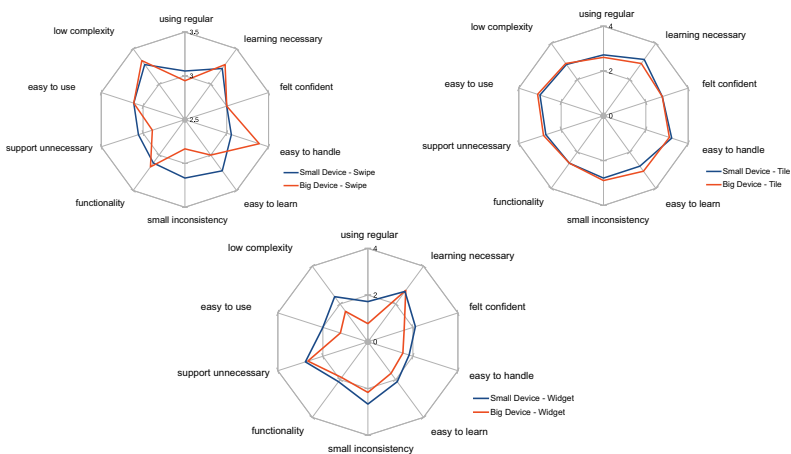 using regular
3,5
low complexity
learning necessary
3
easy to use
felt confident
2,5
support unnecessary
easy to handle
Small Device - Swipe
Big Device - Swipe
functionality
easy to learn
small inconsistency
using regular
4
low complexity
learning necessary
2
easy to use
felt confident
0
support unnecessary
easy to handle
Small Device - Tile
Big Device - Tile
functionality
easy to learn
small inconsistency
using regular
4
low complexity
learning necessary
2
easy to use
felt confident
0
support unnecessary
easy to handle
Small Device - Widget
Big Device - Widget
functionality
easy to learn
small inconsistency